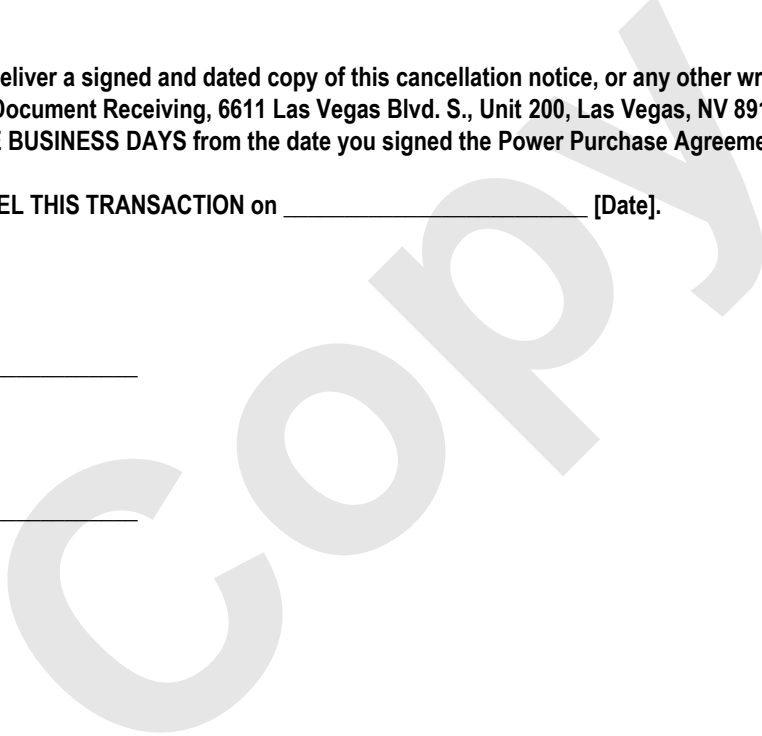 eliver a signed and dated copy of this cancellation notice, or any other wr
Document Receiving, 6611 Las Vegas Blvd. S., Unit 200, Las Vegas, NV 891
E BUSINESS DAYS from the date you signed the Power Purchase Agreeme
EL THIS TRANSACTION on _________________________ [Date].
Copy